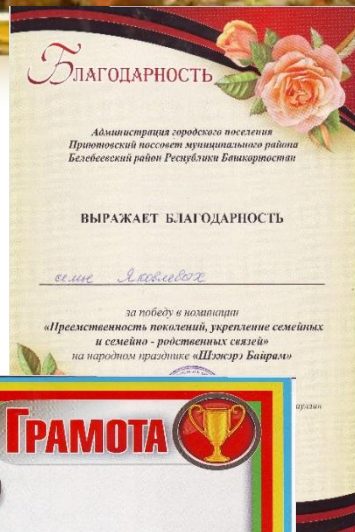 БЛАГОДАРНОСТЬ
Администрация городского поселения
Приютовский поссовет муниципального района
Белебеевский район Республики Башкортостан
ВЫРАЖАЕТ БЛАГОДАРНОСТЬ
семье Яковлевых
за победу в номинации
«Преемственность поколений, укрепление семейных
и семейно - родственных связей»
на народном празднике «Шэжэрэ Байрам»
ГРАМОТА